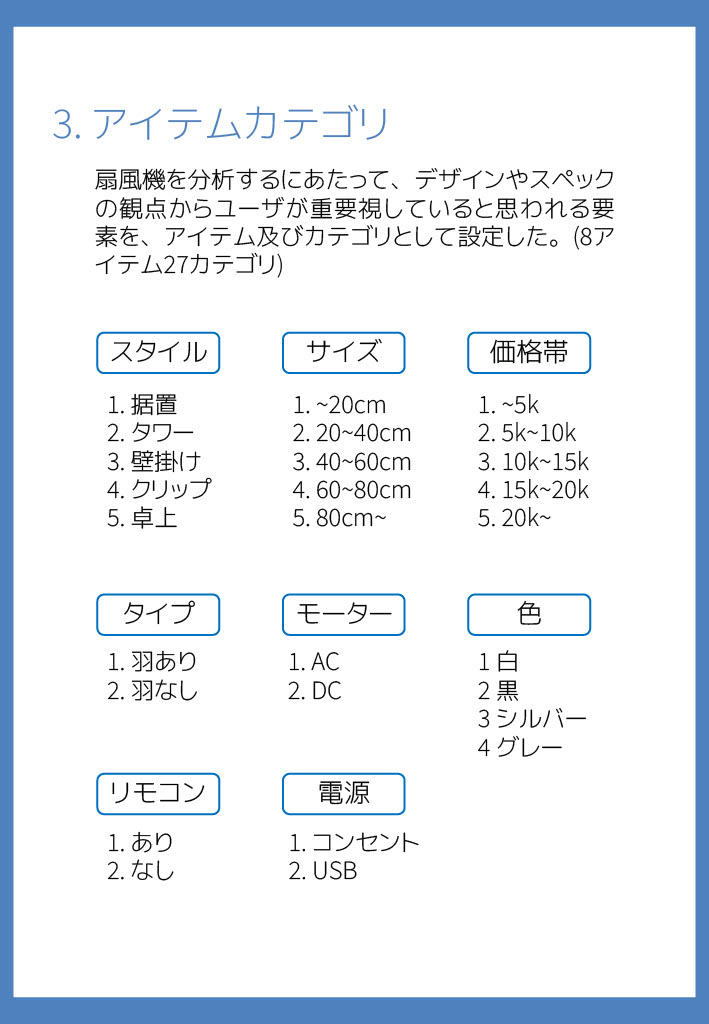 3. アイテムカテゴリ
扇風機を分析するにあたって、デザインやスペック
の観点からユーザが重要視していると思われる要
素を、アイテム及びカテゴリとして設定した。(8ア
イテム27カテゴリ)
スタイル
1. 据置
2. タワー
3. 壁掛け
4. クリップ
5. 卓上
サイズ
1. ~20cm
2. 20~40cm
3. 40~60cm
4. 60~80cm
5. 80cm~
価格帯
1. ~5k
2. 5k~10k
3. 10k~15k
4. 15k~20k
5. 20k~
タイプ
1. 羽あり
2. 羽なし
モーター
1. AC
2. DC
色
1 白
2 黒
3 シルバー
4 グレー
リモコン
1. あり
2. なし
電源
1. コンセント
2. USB